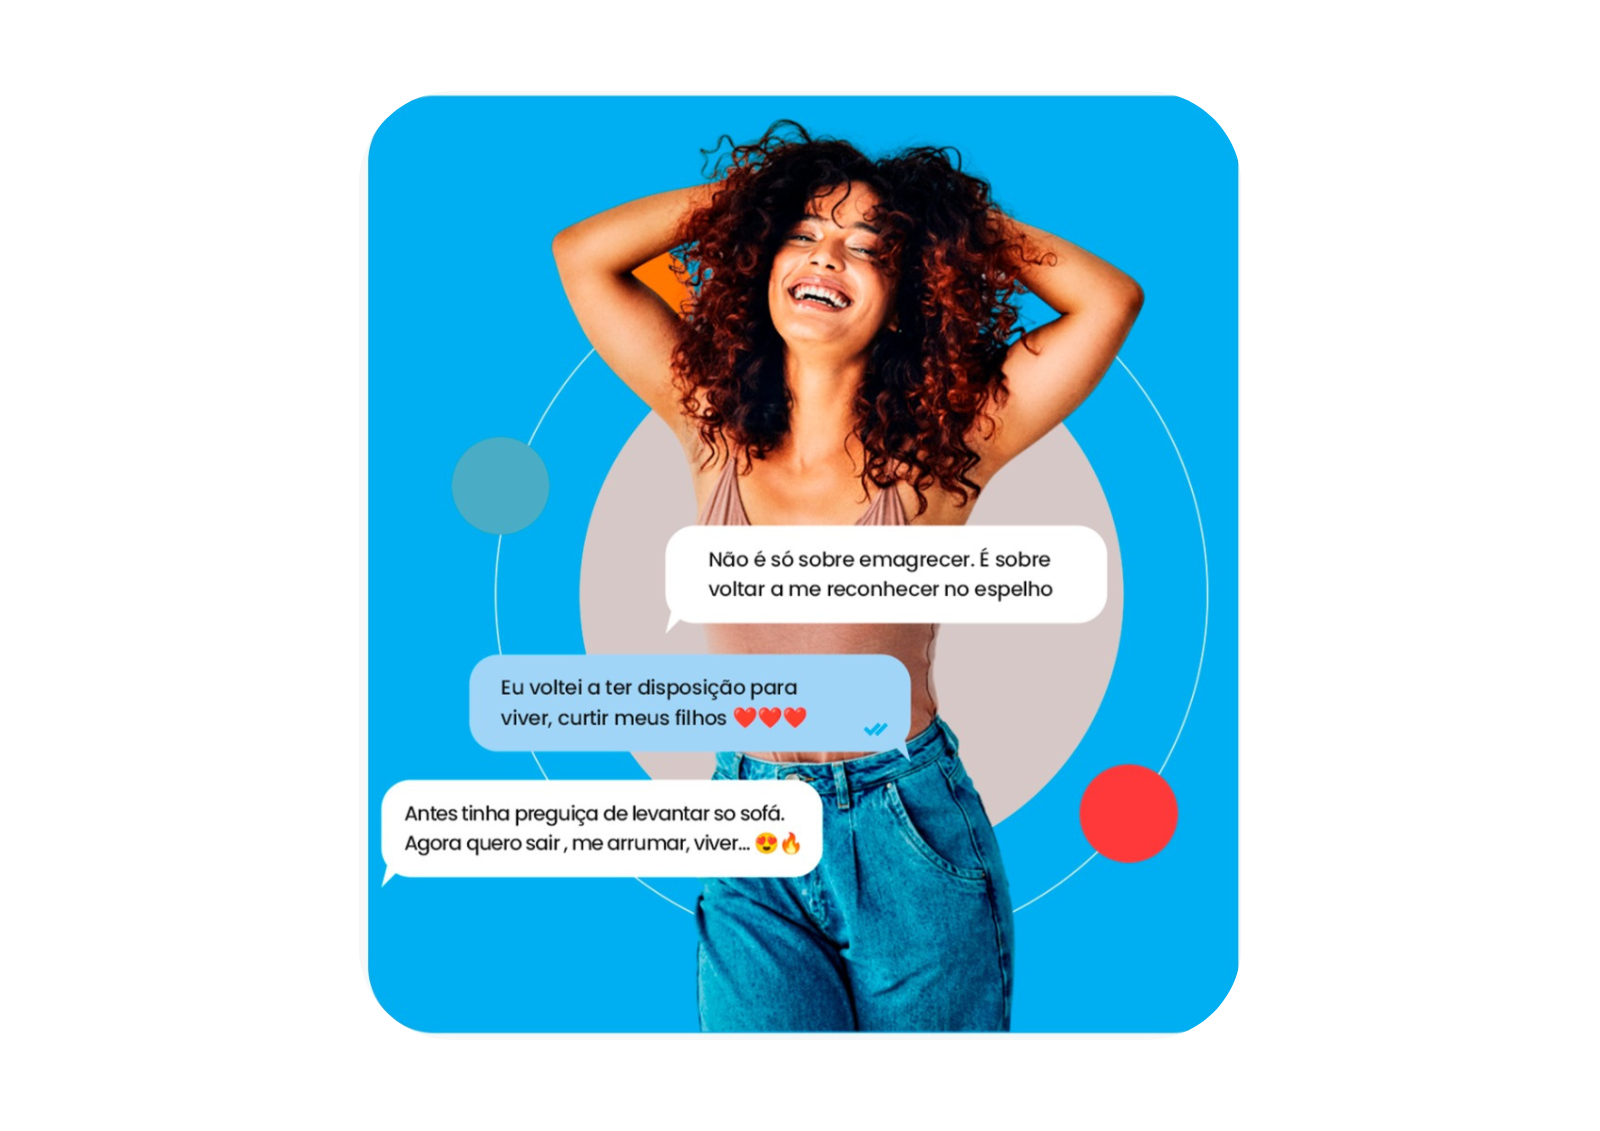 Não é só sobre emagrecer. É sobre
voltar a me reconhecer no espelho
Eu voltei a ter disposição para
viver, curtir meus filhos ❤️❤️❤️
Antes tinha preguiça de levantar so sofá.
Agora quero sair , me arrumar, viver... 😍🔥